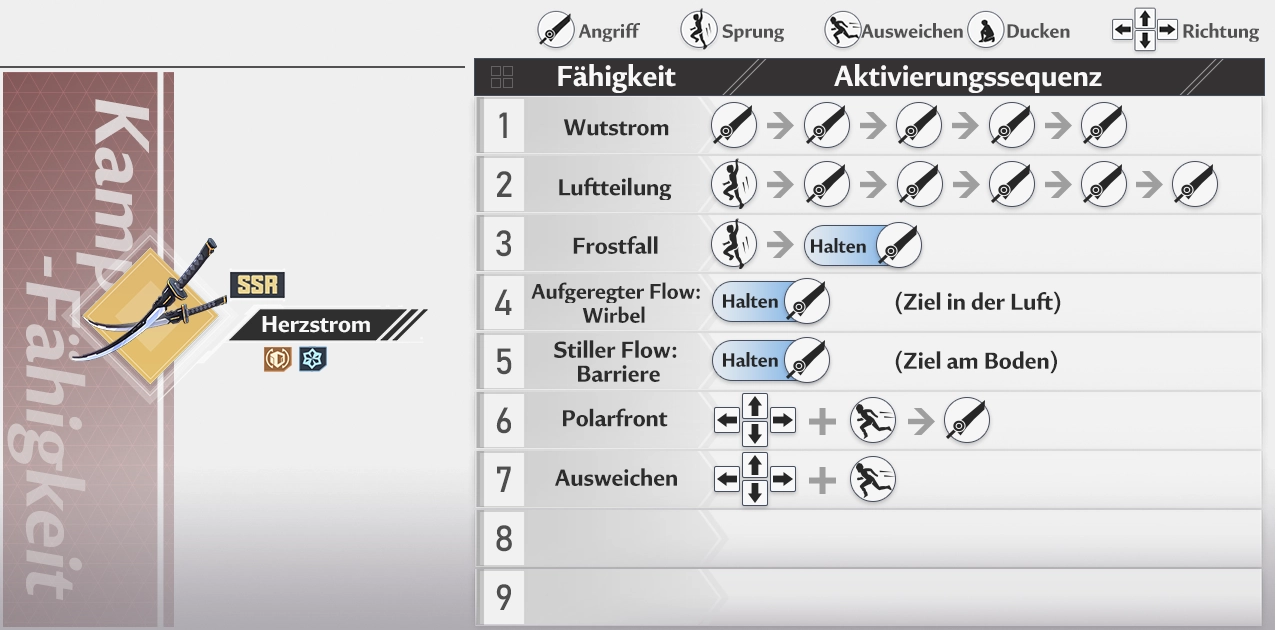 Angriff Sprung Ausweichen Ducken Richtung
Fähigkeit Aktivierungssequenz
Kampf
-Fähigkeit
SSR
Herzstrom
1 Wutstrom
2 Luftteilung
3 Frostfall Halten
4 Aufgeregter Flow:
Wirbel Halten (Ziel in der Luft)
5 Stiller Flow:
Barriere Halten (Ziel am Boden)
6 Polarfront
7 Ausweichen
8
9